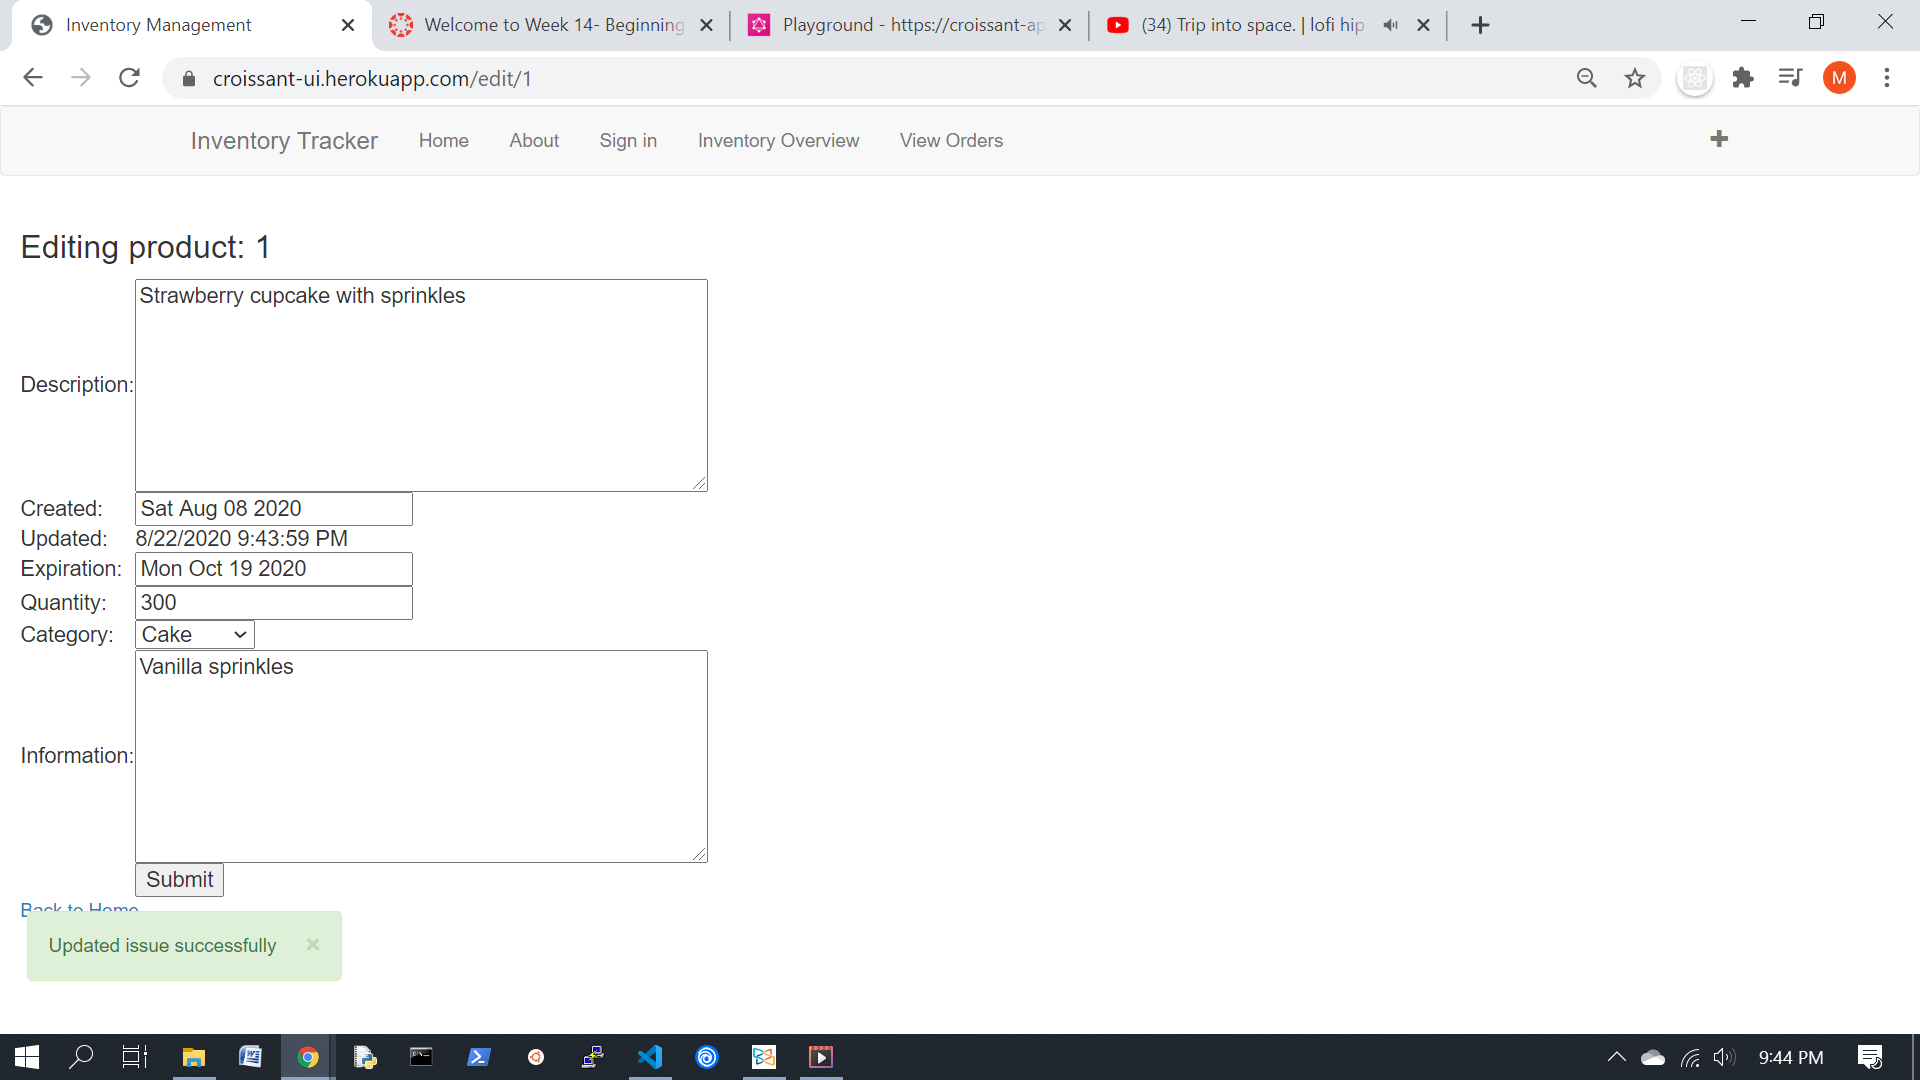 Inventory Management
Welcome to Week 14- Beginning
Playground - https://croissant-ap
(34) Trip into space. | lofi hip
croissant-ui.herokuapp.com/edit/1
M
Inventory Tracker Home About Sign in Inventory Overview View Orders
Editing product: 1
Strawberry cupcake with sprinkles
Description:
Created: Sat Aug 08 2020
Updated: 8/22/2020 9:43:59 PM
Expiration: Mon Oct 19 2020
Quantity: 300
Category: Cake
Vanilla sprinkles
Information:
Submit
Back to Home
Updated issue successfully ×
9:44 PM